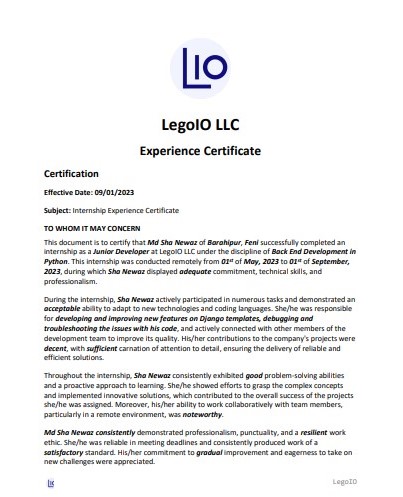 LIO
LegoIO LLC
Experience Certificate
Certification
Effective Date: 09/01/2023
Subject: Internship Experience Certificate
TO WHOM IT MAY CONCERN
This document is to certify that Md Sha Newaz of Barahipur, Feni successfully completed an
internship as a Junior Developer at LegoIO LLC under the discipline of Back End Development in
Python. This internship was conducted remotely from 01st of May, 2023 to 01st of September,
2023, during which Sha Newaz displayed adequate commitment, technical skills, and
professionalism.
During the internship, Sha Newaz actively participated in numerous tasks and demonstrated an
acceptable ability to adapt to new technologies and coding languages. She/he was responsible
for developing and improving new features on Django templates, debugging and
troubleshooting the issues with his code, and actively connected with other members of the
development team to improve its quality. His/her contributions to the company's projects were
decent, with sufficient carnation of attention to detail, ensuring the delivery of reliable and
efficient solutions.
Throughout the internship, Sha Newaz consistently exhibited good problem-solving abilities
and a proactive approach to learning. She/he showed efforts to grasp the complex concepts
and implemented innovative solutions, which contributed to the overall success of the projects
she/he was assigned. Moreover, his/her ability to work collaboratively with team members,
particularly in a remote environment, was noteworthy.
Md Sha Newaz consistently demonstrated professionalism, punctuality, and a resilient work
ethic. She/he was reliable in meeting deadlines and consistently produced work of a
satisfactory standard. His/her commitment to gradual improvement and eagerness to take on
new challenges were appreciated.
LIO
LegoIO